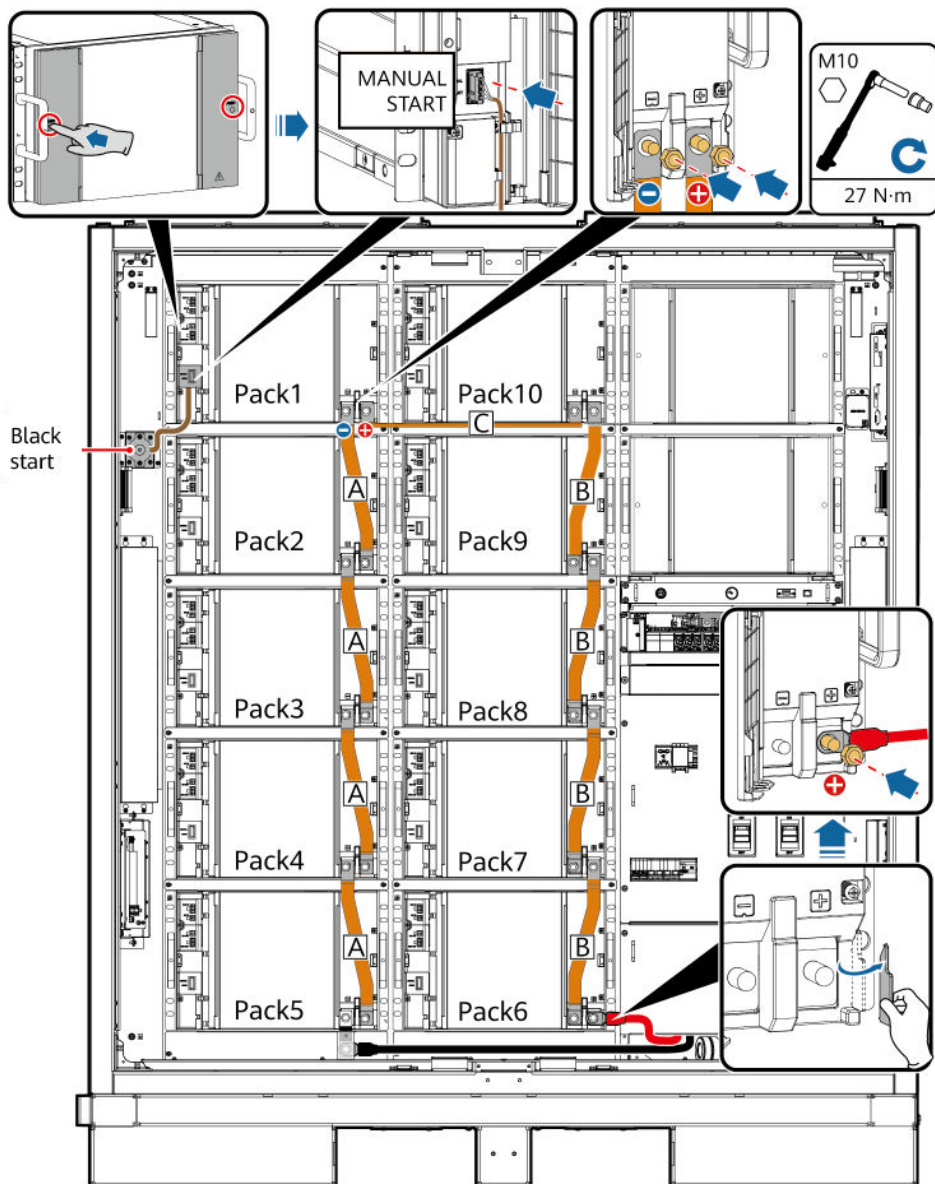 MANUAL
START
M10
27 N·m
Pack1
Pack10
C
Black
start
A
B
Pack2
Pack9
A
B
Pack3
Pack8
A
B
Pack4
Pack7
A
B
Pack5
Pack6